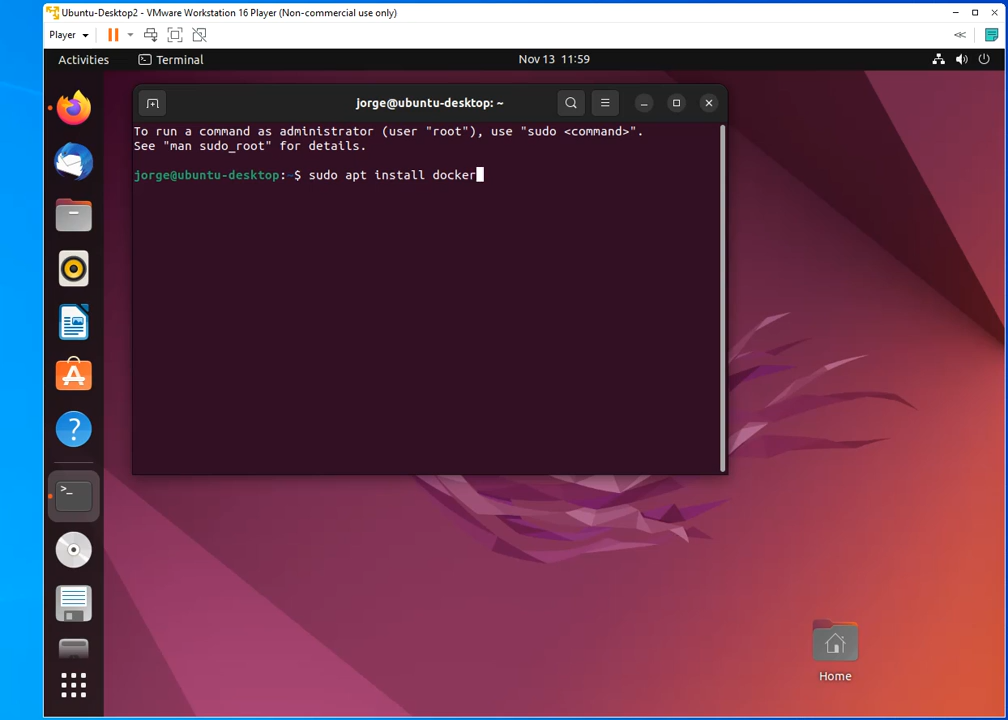 Ubuntu-Desktop2 - VMware Workstation 16 Player (Non-commercial use only)
Player
Activities
Terminal
Nov 13 11:59
jorge@ubuntu-desktop: ~
To run a command as administrator (user "root"), use "sudo <command>".
See "man sudo_root" for details.
jorge@ubuntu-desktop:~$ sudo apt install docker
Home